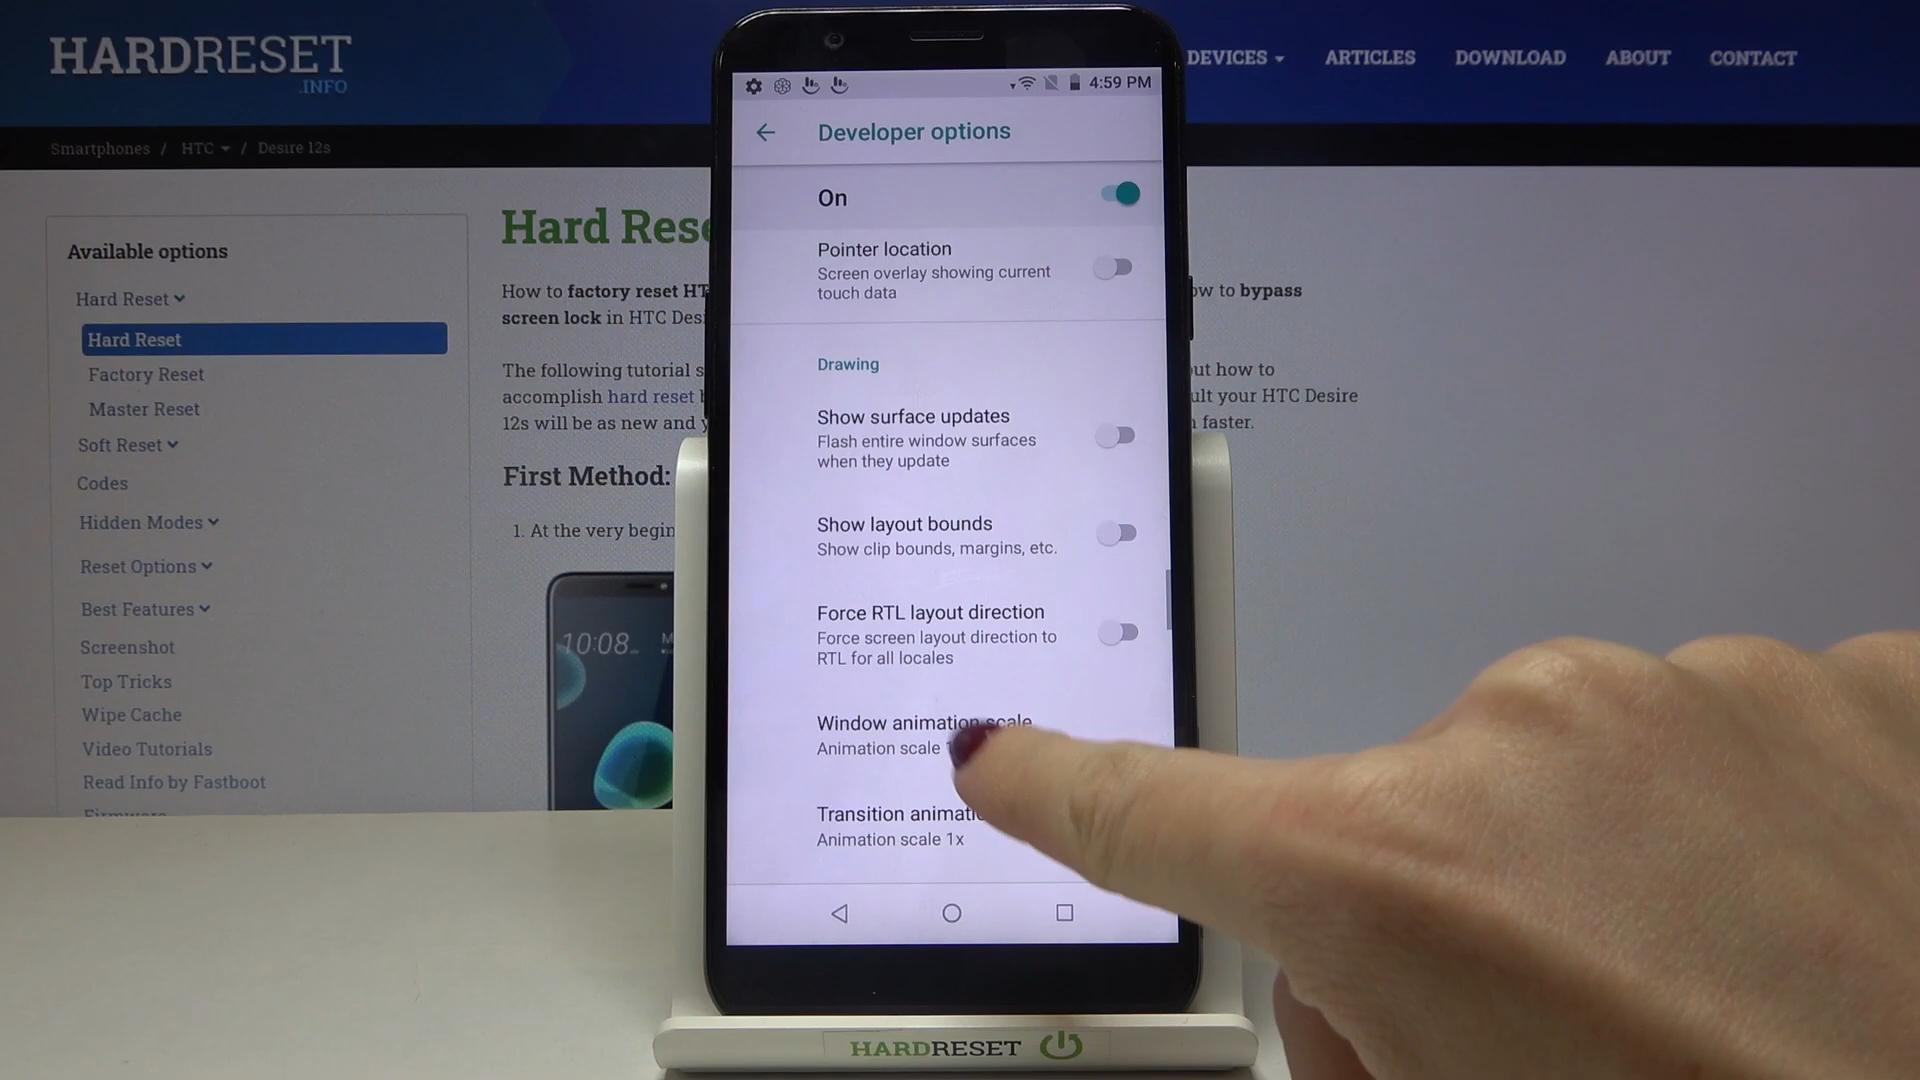 HARDRESET
.INFO
DEVICES
ARTICLES
DOWNLOAD
ABOUT
CONTACT
Smartphones / HTC / Desire 12s
Available options
Hard Reset
Hard Reset
Factory Reset
Master Reset
Soft Reset
Codes
Hidden Modes
Reset Options
Best Features
Screenshot
Top Tricks
Wipe Cache
Video Tutorials
Read Info by Fastboot
Firmware
Hard Rese
How to factory reset HT
ow to bypass
screen lock in HTC Des
The following tutorial s
out how to
accomplish hard reset
ult your HTC Desire
12s will be as new and y
faster.
First Method:
1. At the very begin
10:08
4:59 PM
Developer options
On
Pointer location
Screen overlay showing current
touch data
Drawing
Show surface updates
Flash entire window surfaces
when they update
Show layout bounds
Show clip bounds, margins, etc.
Force RTL layout direction
Force screen layout direction to
RTL for all locales
Window animation scale
Animation scale 1
Transition animati
Animation scale 1x
HARDRESET